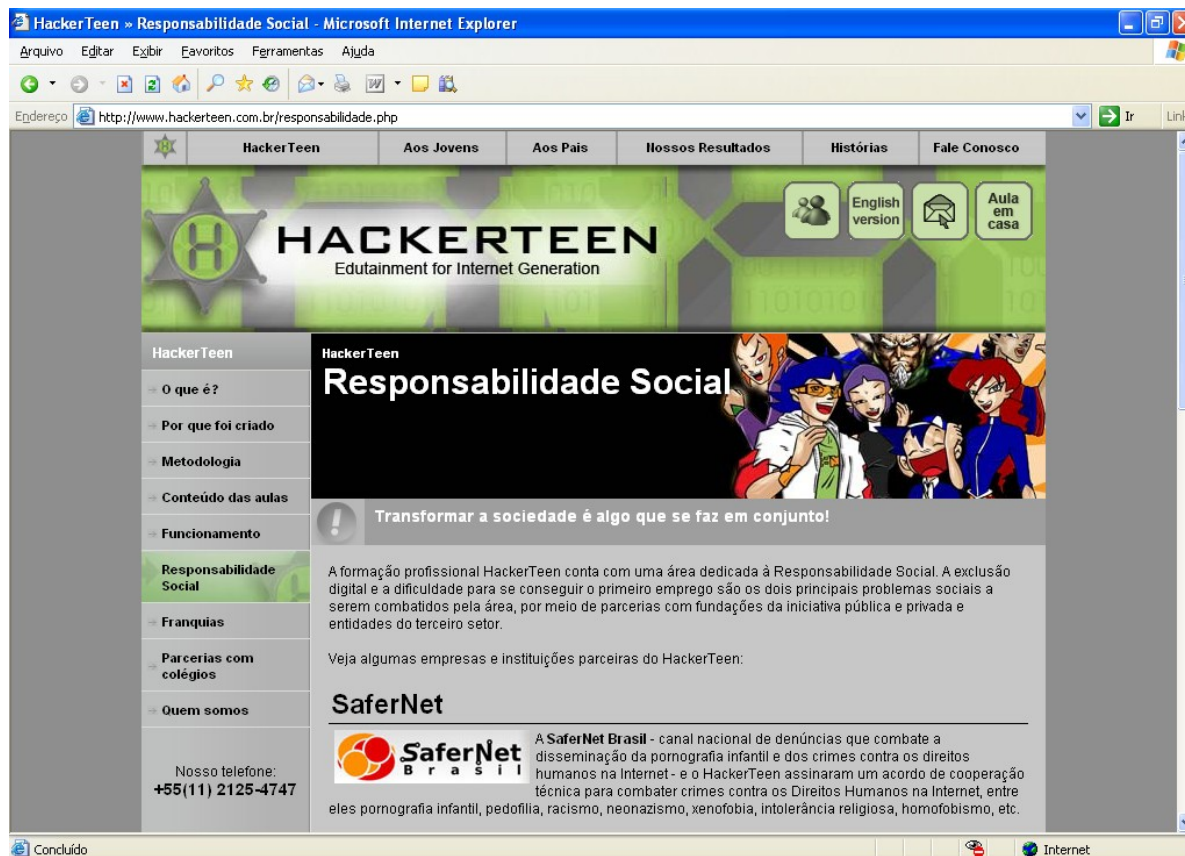 HackerTeen » Responsabilidade Social - Microsoft Internet Explorer
Arquivo Editar Exibir Favoritos Ferramentas Ajuda
Endereço http://www.hackerteen.com.br/responsabilidade.php Ir Link
HackerTeen Aos Jovens Aos Pais Nossos Resultados Histórias Fale Conosco
English version
Aula em casa
HACKERTEEN
Edutainment for Internet Generation
HackerTeen
O que é?
Por que foi criado
Metodologia
Conteúdo das aulas
Funcionamento
Responsabilidade
Social
Franquias
Parcerias com
colégios
Quem somos
Nosso telefone:
+55(11) 2125-4747
HackerTeen
Responsabilidade Social
Transformar a sociedade é algo que se faz em conjunto!
A formação profissional HackerTeen conta com uma área dedicada à Responsabilidade Social. A exclusão
digital e a dificuldade para se conseguir o primeiro emprego são os dois principais problemas sociais a
serem combatidos pela área, por meio de parcerias com fundações da iniciativa pública e privada e
entidades do terceiro setor.
Veja algumas empresas e instituições parceiras do HackerTeen:
SaferNet
SaferNet
Brasil
A SaferNet Brasil - canal nacional de denúncias que combate a
disseminação da pornografia infantil e dos crimes contra os direitos
humanos na Internet - e o HackerTeen assinaram um acordo de cooperação
técnica para combater crimes contra os Direitos Humanos na Internet, entre
eles pornografia infantil, pedofilia, racismo, neonazismo, xenofobia, intolerância religiosa, homofobismo, etc.
Concluído Internet